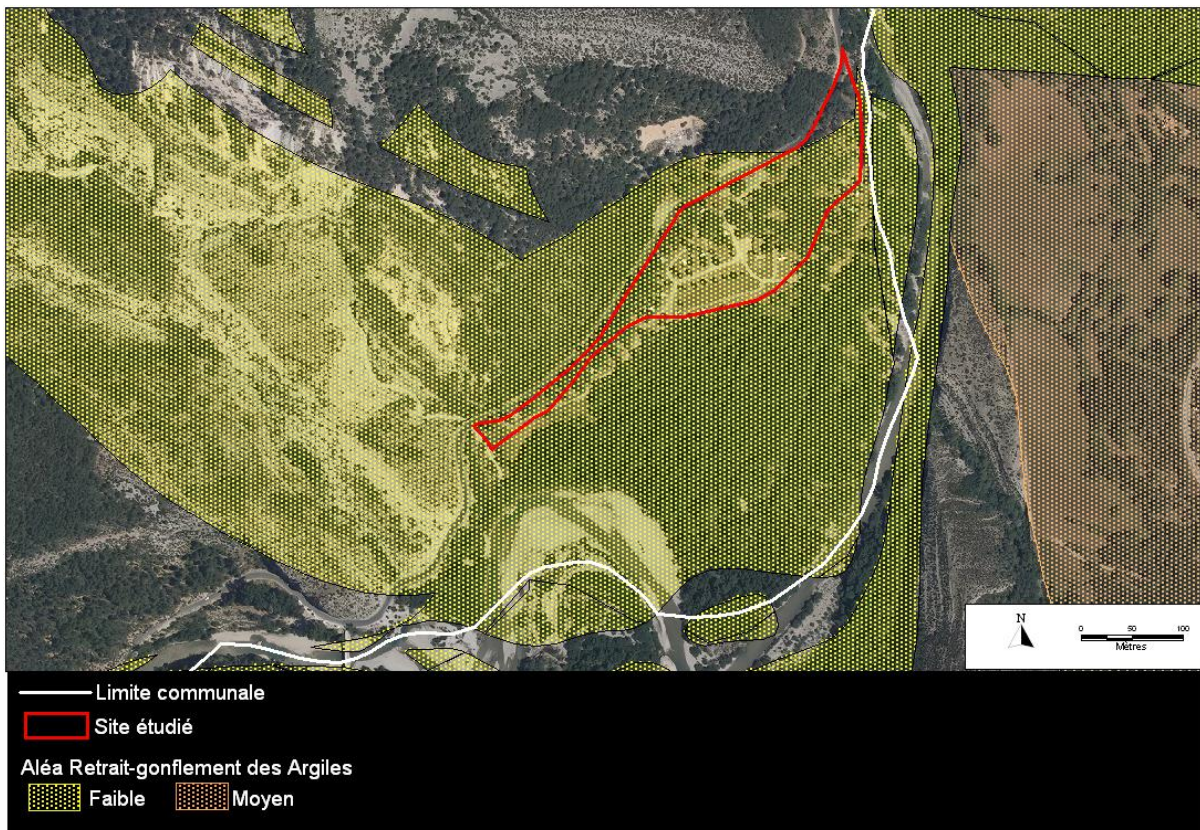 N
0 50 100
Mètres
Limite communale
Site étudié
Aléa Retrait-gonflement des Argiles
Faible Moyen